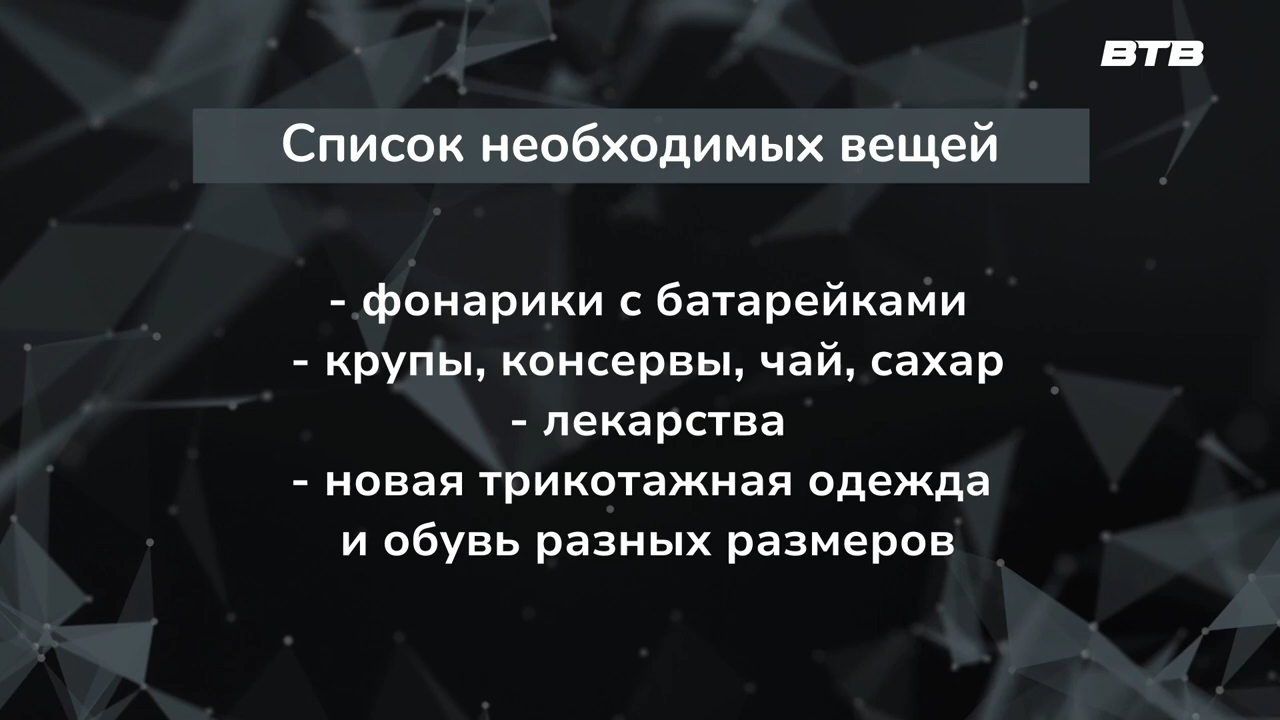 ВТВ
Список необходимых вещей
- фонарики с батарейками
- крупы, консервы, чай, сахар
- лекарства
- новая трикотажная одежда
и обувь разных размеров